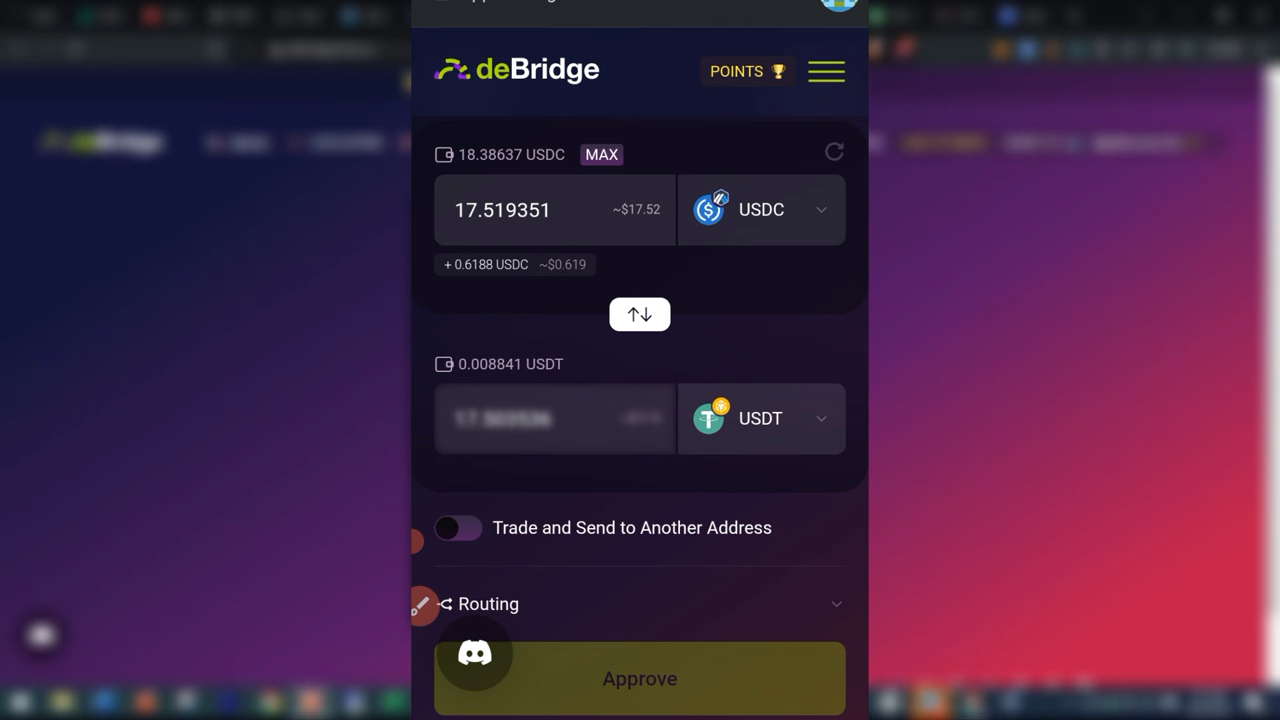 deBridge
POINTS
18.38637 USDC MAX
17.519351 ~$17.52 USDC
+ 0.6188 USDC ~$0.619
0.008841 USDT
USDT
Trade and Send to Another Address
Routing
Approve